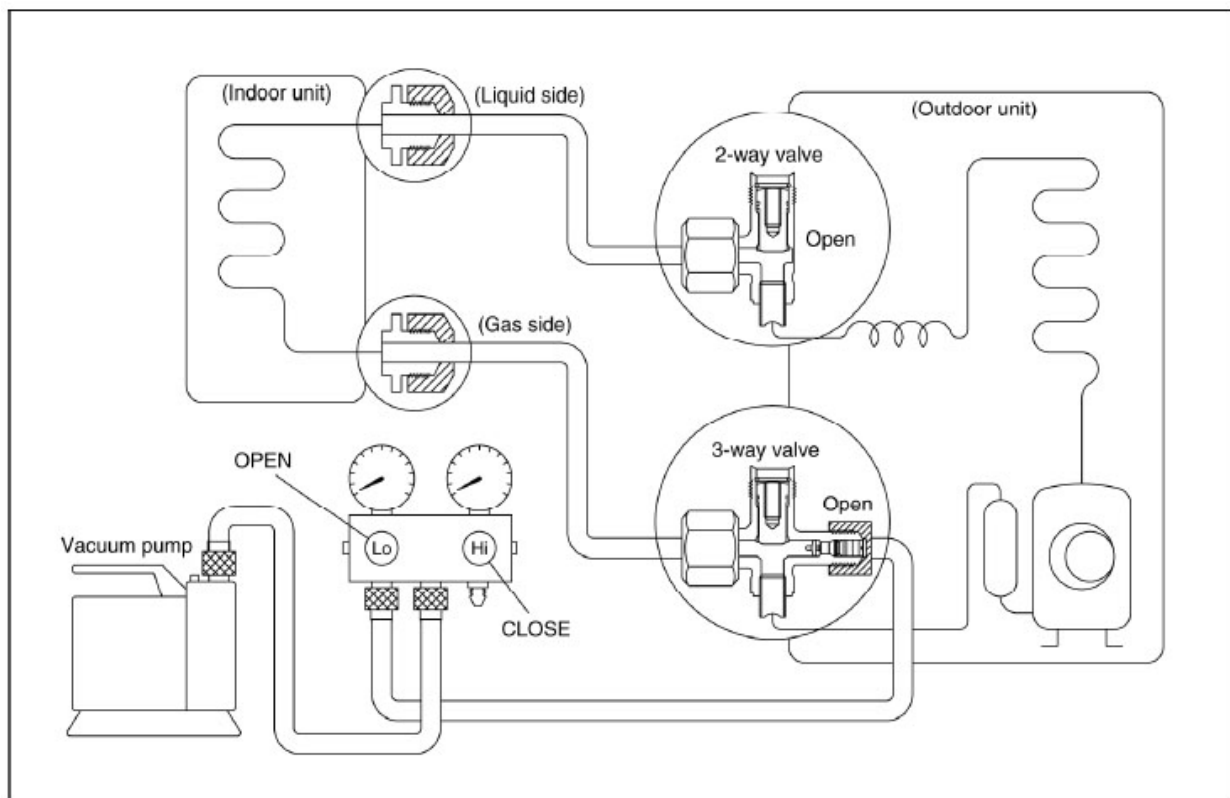 (Indoor unit)
(Liquid side)
(Outdoor unit)
2-way valve
Open
(Gas side)
3-way valve
Open
OPEN
Lo
Hi
Vacuum pump
CLOSE